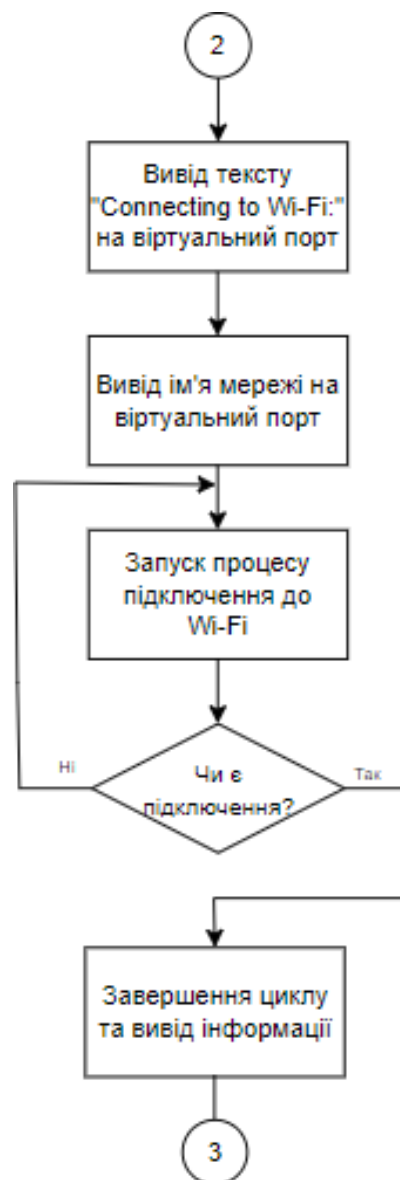 2
Вивід тексту
"Connecting to Wi-Fi:"
на віртуальний порт
Вивід ім'я мережі на
віртуальний порт
Запуск процесу
підключення до
Wi-Fi
Ні
Чи є
підключення?
Так
Завершення циклу
та вивід інформації
3